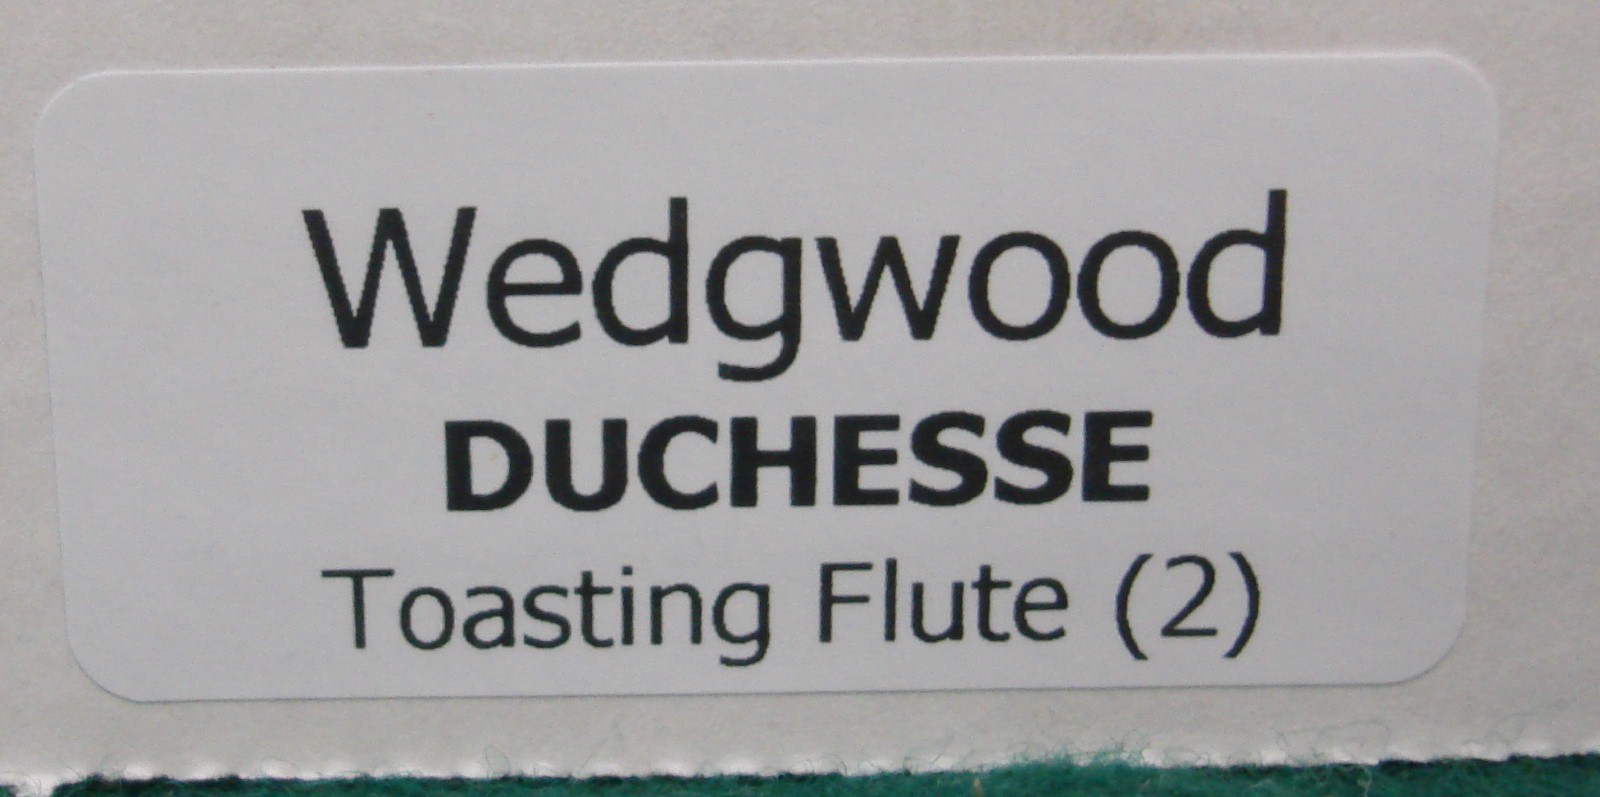 Wedgwood
DUCHESSE
Toasting Flute (2)